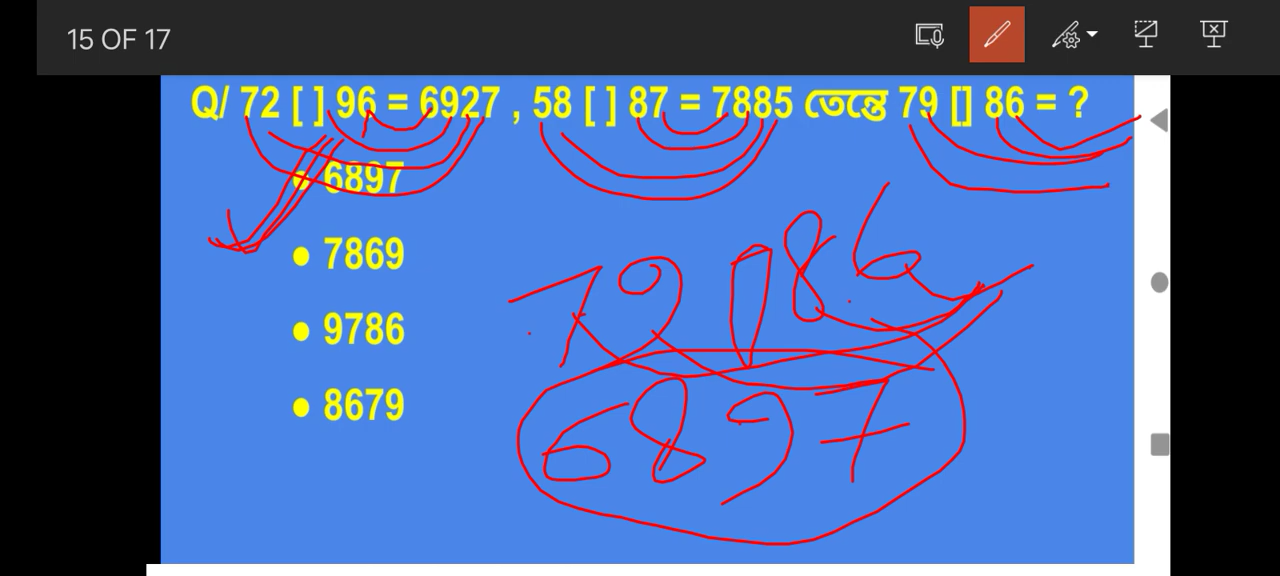 15 OF 17
Q/ 72 [ ] 96 = 6927 , 58 [ ] 87 = 7885 তেন্তে 79 [] 86 = ?
• 6897
• 7869
• 9786
• 8679
79 [] 86
6897